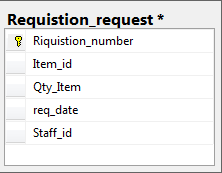 Requistion_request *
Riquistion_number
Item_id
Qty_Item
req_date
Staff_id